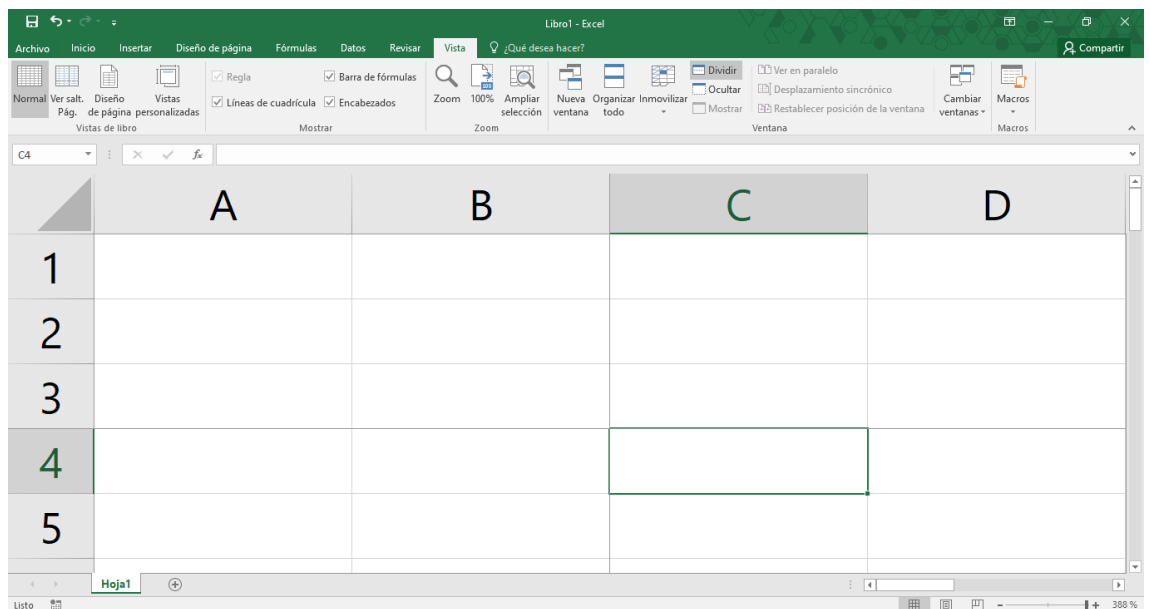 Libro1 - Excel
Archivo Inicio Insertar Diseño de página Fórmulas Datos Revisar Vista ¿Qué desea hacer? Compartir
Normal Ver salt. Pág. Diseño de página Vistas personalizadas
Vistas de libro
Regla Barra de fórmulas
Líneas de cuadrícula Encabezados
Mostrar
Zoom 100% Ampliar selección
Zoom
Nueva ventana Organizar todo Inmovilizar
Dividir
Ocultar
Mostrar
Ver en paralelo
Desplazamiento sincrónico
Restablecer posición de la ventana
Cambiar ventanas
Ventana
Macros
Macros
C4 fx
A B C D
1
2
3
4
5
Hoja1
Listo 388 %